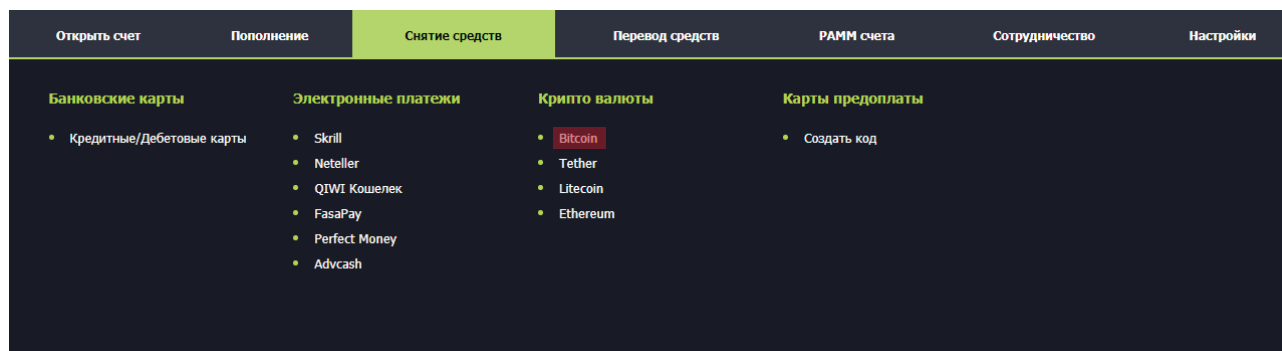 Открыть счет
Пополнение
Снятие средств
Перевод средств
PAMM счета
Сотрудничество
Настройки
Банковские карты
Кредитные/Дебетовые карты
Электронные платежи
Skrill
Neteller
QIWI Кошелек
FasaPay
Perfect Money
Advcash
Крипто валюты
Bitcoin
Tether
Litecoin
Ethereum
Карты предоплаты
Создать код